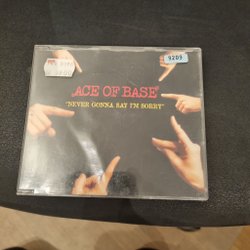 9209
ACE OF BASE
"NEVER GONNA SAY I'M SORRY"